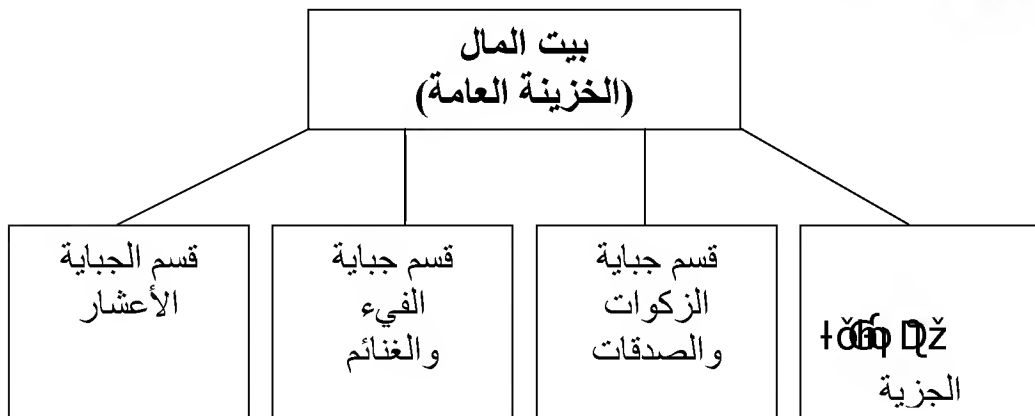 بيت المال
(الخزينة العامة)
الجزية
قسم جباية
الزكوات
والصدقات
قسم جباية
الفيء
والغنائم
قسم الجباية
الأعشار